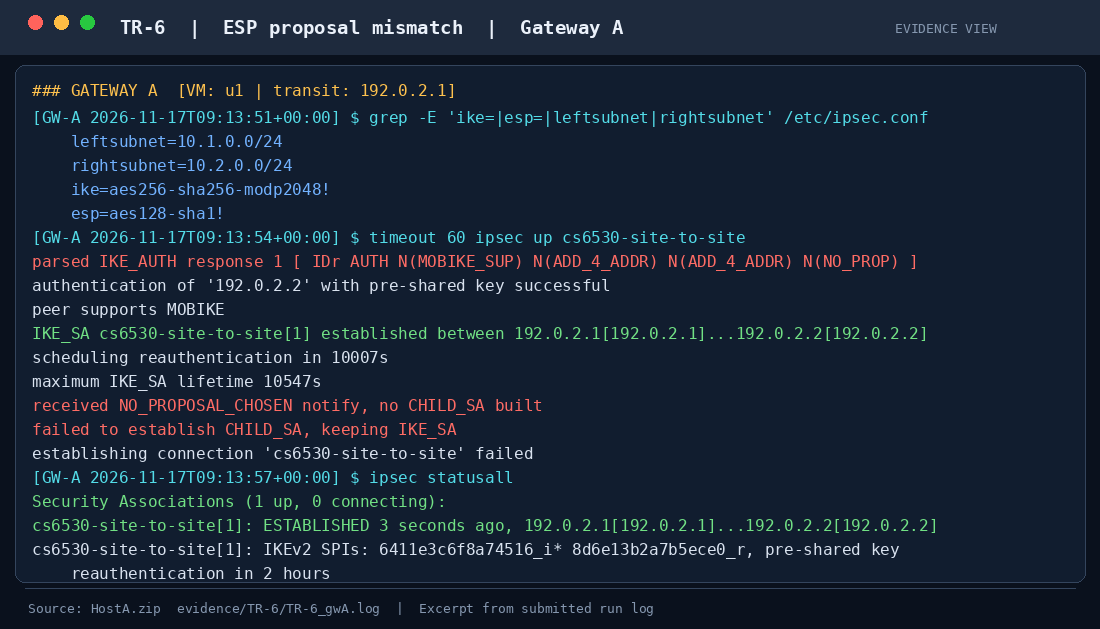 TR-6  |  ESP proposal mismatch  |  Gateway A
EVIDENCE VIEW
### GATEWAY A  [VM: u1 | transit: 192.0.2.1]
[GW-A 2026-11-17T09:13:51+00:00] $ grep -E 'ike=|esp=|leftsubnet|rightsubnet' /etc/ipsec.conf
    leftsubnet=10.1.0.0/24
    rightsubnet=10.2.0.0/24
    ike=aes256-sha256-modp2048!
    esp=aes128-sha1!
[GW-A 2026-11-17T09:13:54+00:00] $ timeout 60 ipsec up cs6530-site-to-site
parsed IKE_AUTH response 1 [ IDr AUTH N(MOBIKE_SUP) N(ADD_4_ADDR) N(ADD_4_ADDR) N(NO_PROP) ]
authentication of '192.0.2.2' with pre-shared key successful
peer supports MOBIKE
IKE_SA cs6530-site-to-site[1] established between 192.0.2.1[192.0.2.1]...192.0.2.2[192.0.2.2]
scheduling reauthentication in 10007s
maximum IKE_SA lifetime 10547s
received NO_PROPOSAL_CHOSEN notify, no CHILD_SA built
failed to establish CHILD_SA, keeping IKE_SA
establishing connection 'cs6530-site-to-site' failed
[GW-A 2026-11-17T09:13:57+00:00] $ ipsec statusall
Security Associations (1 up, 0 connecting):
cs6530-site-to-site[1]: ESTABLISHED 3 seconds ago, 192.0.2.1[192.0.2.1]...192.0.2.2[192.0.2.2]
cs6530-site-to-site[1]: IKEv2 SPIs: 6411e3c6f8a74516_i* 8d6e13b2a7b5ece0_r, pre-shared key
    reauthentication in 2 hours
Source: HostA.zip  evidence/TR-6/TR-6_gwA.log  |  Excerpt from submitted run log